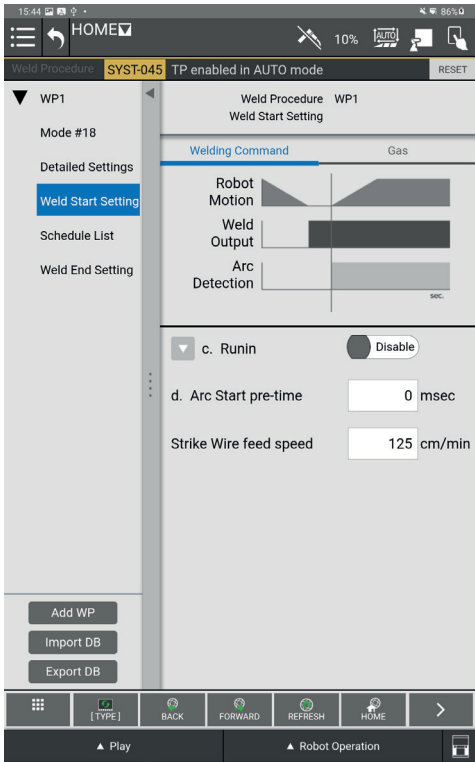 15:44
86%
HOME
10%
AUTO
Weld Procedure
SYST-045
TP enabled in AUTO mode
RESET
WP1
Mode #18
Detailed Settings
Weld Start Setting
Schedule List
Weld End Setting
Add WP
Import DB
Export DB
Weld Procedure WP1
Weld Start Setting
Welding Command
Gas
Robot
Motion
Weld
Output
Arc
Detection
sec.
c. Runin
Disable
d. Arc Start pre-time
0 msec
Strike Wire feed speed
125 cm/min
[TYPE]
BACK
FORWARD
REFRESH
HOME
▲ Play
▲ Robot Operation